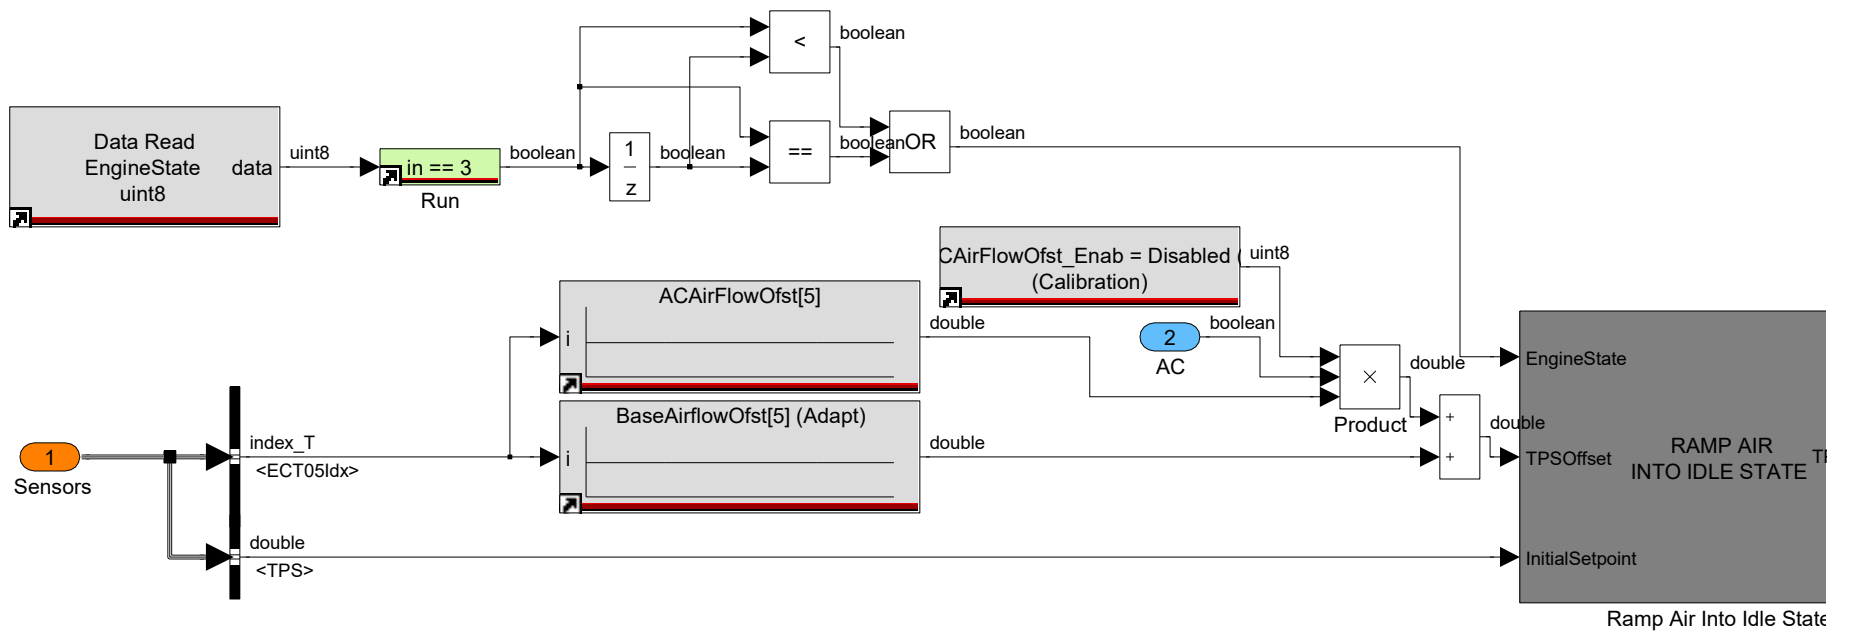 <
boolean
Data Read
EngineState
uint8
data
uint8
in == 3
Run
boolean
1
z
boolean
==
boolean
OR
boolean
CAirFlowOfst_Enab = Disabled (
(Calibration)
uint8
ACAirFlowOfst[5]
i
double
2
AC
boolean
×
Product
double
BaseAirflowOfst[5] (Adapt)
i
double
+
+
double
1
Sensors
index_T
<ECT05Idx>
double
<TPS>
EngineState
TPSOffset
InitialSetpoint
RAMP AIR
INTO IDLE STATE
Ramp Air Into Idle State